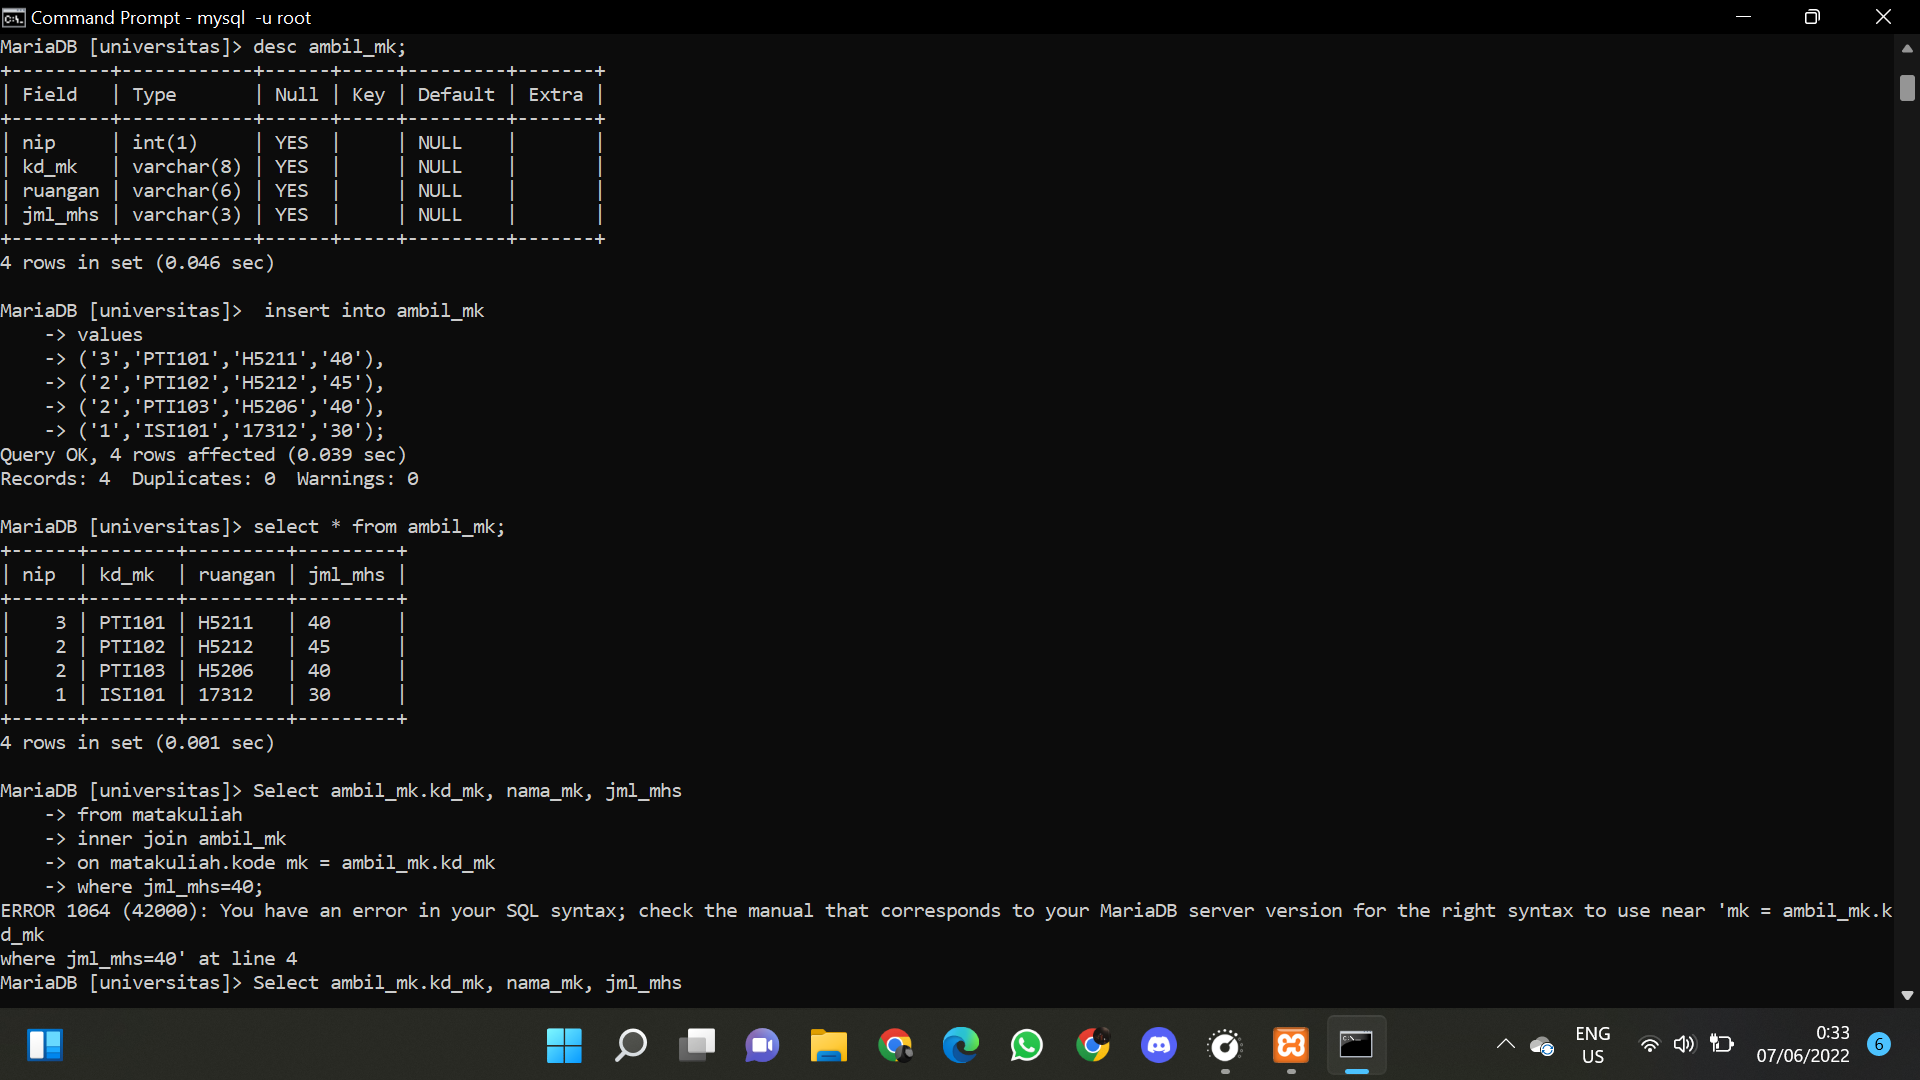 Command Prompt - mysql  -u root
MariaDB [universitas]> desc ambil_mk;
+---------+------------+------+-----+---------+-------+
| Field   | Type       | Null | Key | Default | Extra |
+---------+------------+------+-----+---------+-------+
| nip     | int(1)     | YES  |     | NULL    |       |
| kd_mk   | varchar(8) | YES  |     | NULL    |       |
| ruangan | varchar(6) | YES  |     | NULL    |       |
| jml_mhs | varchar(3) | YES  |     | NULL    |       |
+---------+------------+------+-----+---------+-------+
4 rows in set (0.046 sec)
MariaDB [universitas]>  insert into ambil_mk
    -> values
    -> ('3','PTI101','H5211','40'),
    -> ('2','PTI102','H5212','45'),
    -> ('2','PTI103','H5206','40'),
    -> ('1','ISI101','17312','30');
Query OK, 4 rows affected (0.039 sec)
Records: 4  Duplicates: 0  Warnings: 0
MariaDB [universitas]> select * from ambil_mk;
+------+--------+---------+---------+
| nip  | kd_mk  | ruangan | jml_mhs |
+------+--------+---------+---------+
|    3 | PTI101 | H5211   | 40      |
|    2 | PTI102 | H5212   | 45      |
|    2 | PTI103 | H5206   | 40      |
|    1 | ISI101 | 17312   | 30      |
+------+--------+---------+---------+
4 rows in set (0.001 sec)
MariaDB [universitas]> Select ambil_mk.kd_mk, nama_mk, jml_mhs
    -> from matakuliah
    -> inner join ambil_mk
    -> on matakuliah.kode mk = ambil_mk.kd_mk
    -> where jml_mhs=40;
ERROR 1064 (42000): You have an error in your SQL syntax; check the manual that corresponds to your MariaDB server version for the right syntax to use near 'mk = ambil_mk.k
d_mk
where jml_mhs=40' at line 4
MariaDB [universitas]> Select ambil_mk.kd_mk, nama_mk, jml_mhs
ENG
US
0:33
07/06/2022
6